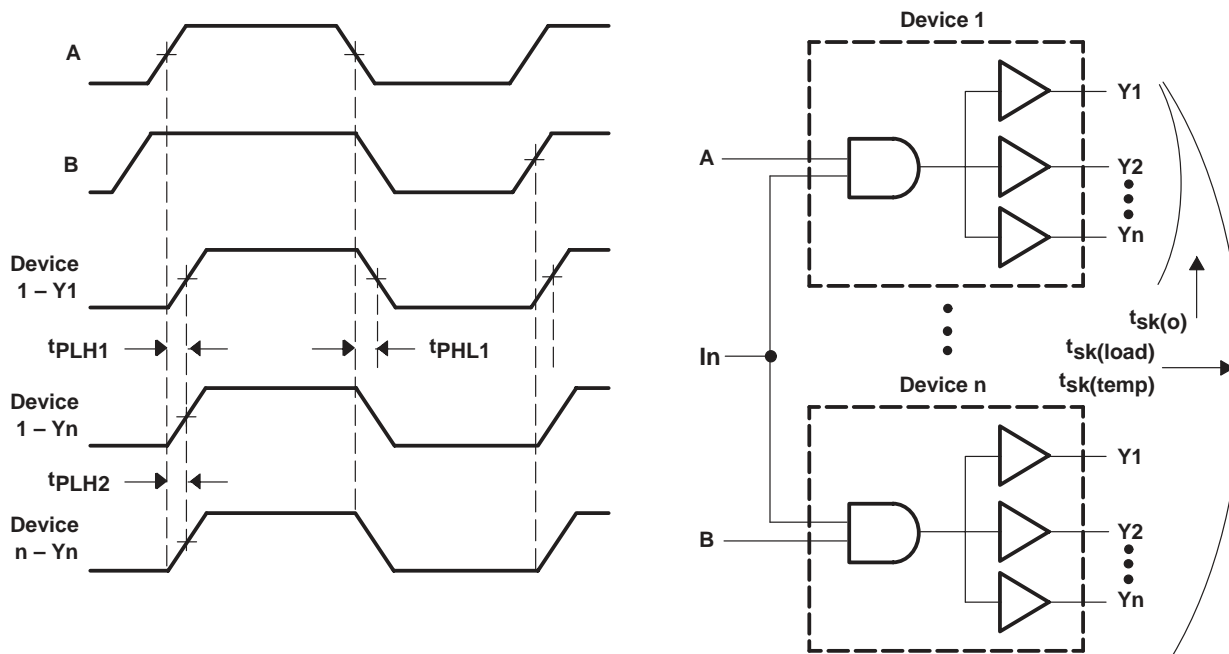 A
B
Device
1 – Y1
tPLH1
tPHL1
Device
1 – Yn
tPLH2
Device
n – Yn
Device 1
A
Y1
Y2
Yn
tsk(o)
tsk(load)
tsk(temp)
In
Device n
B
Y1
Y2
Yn